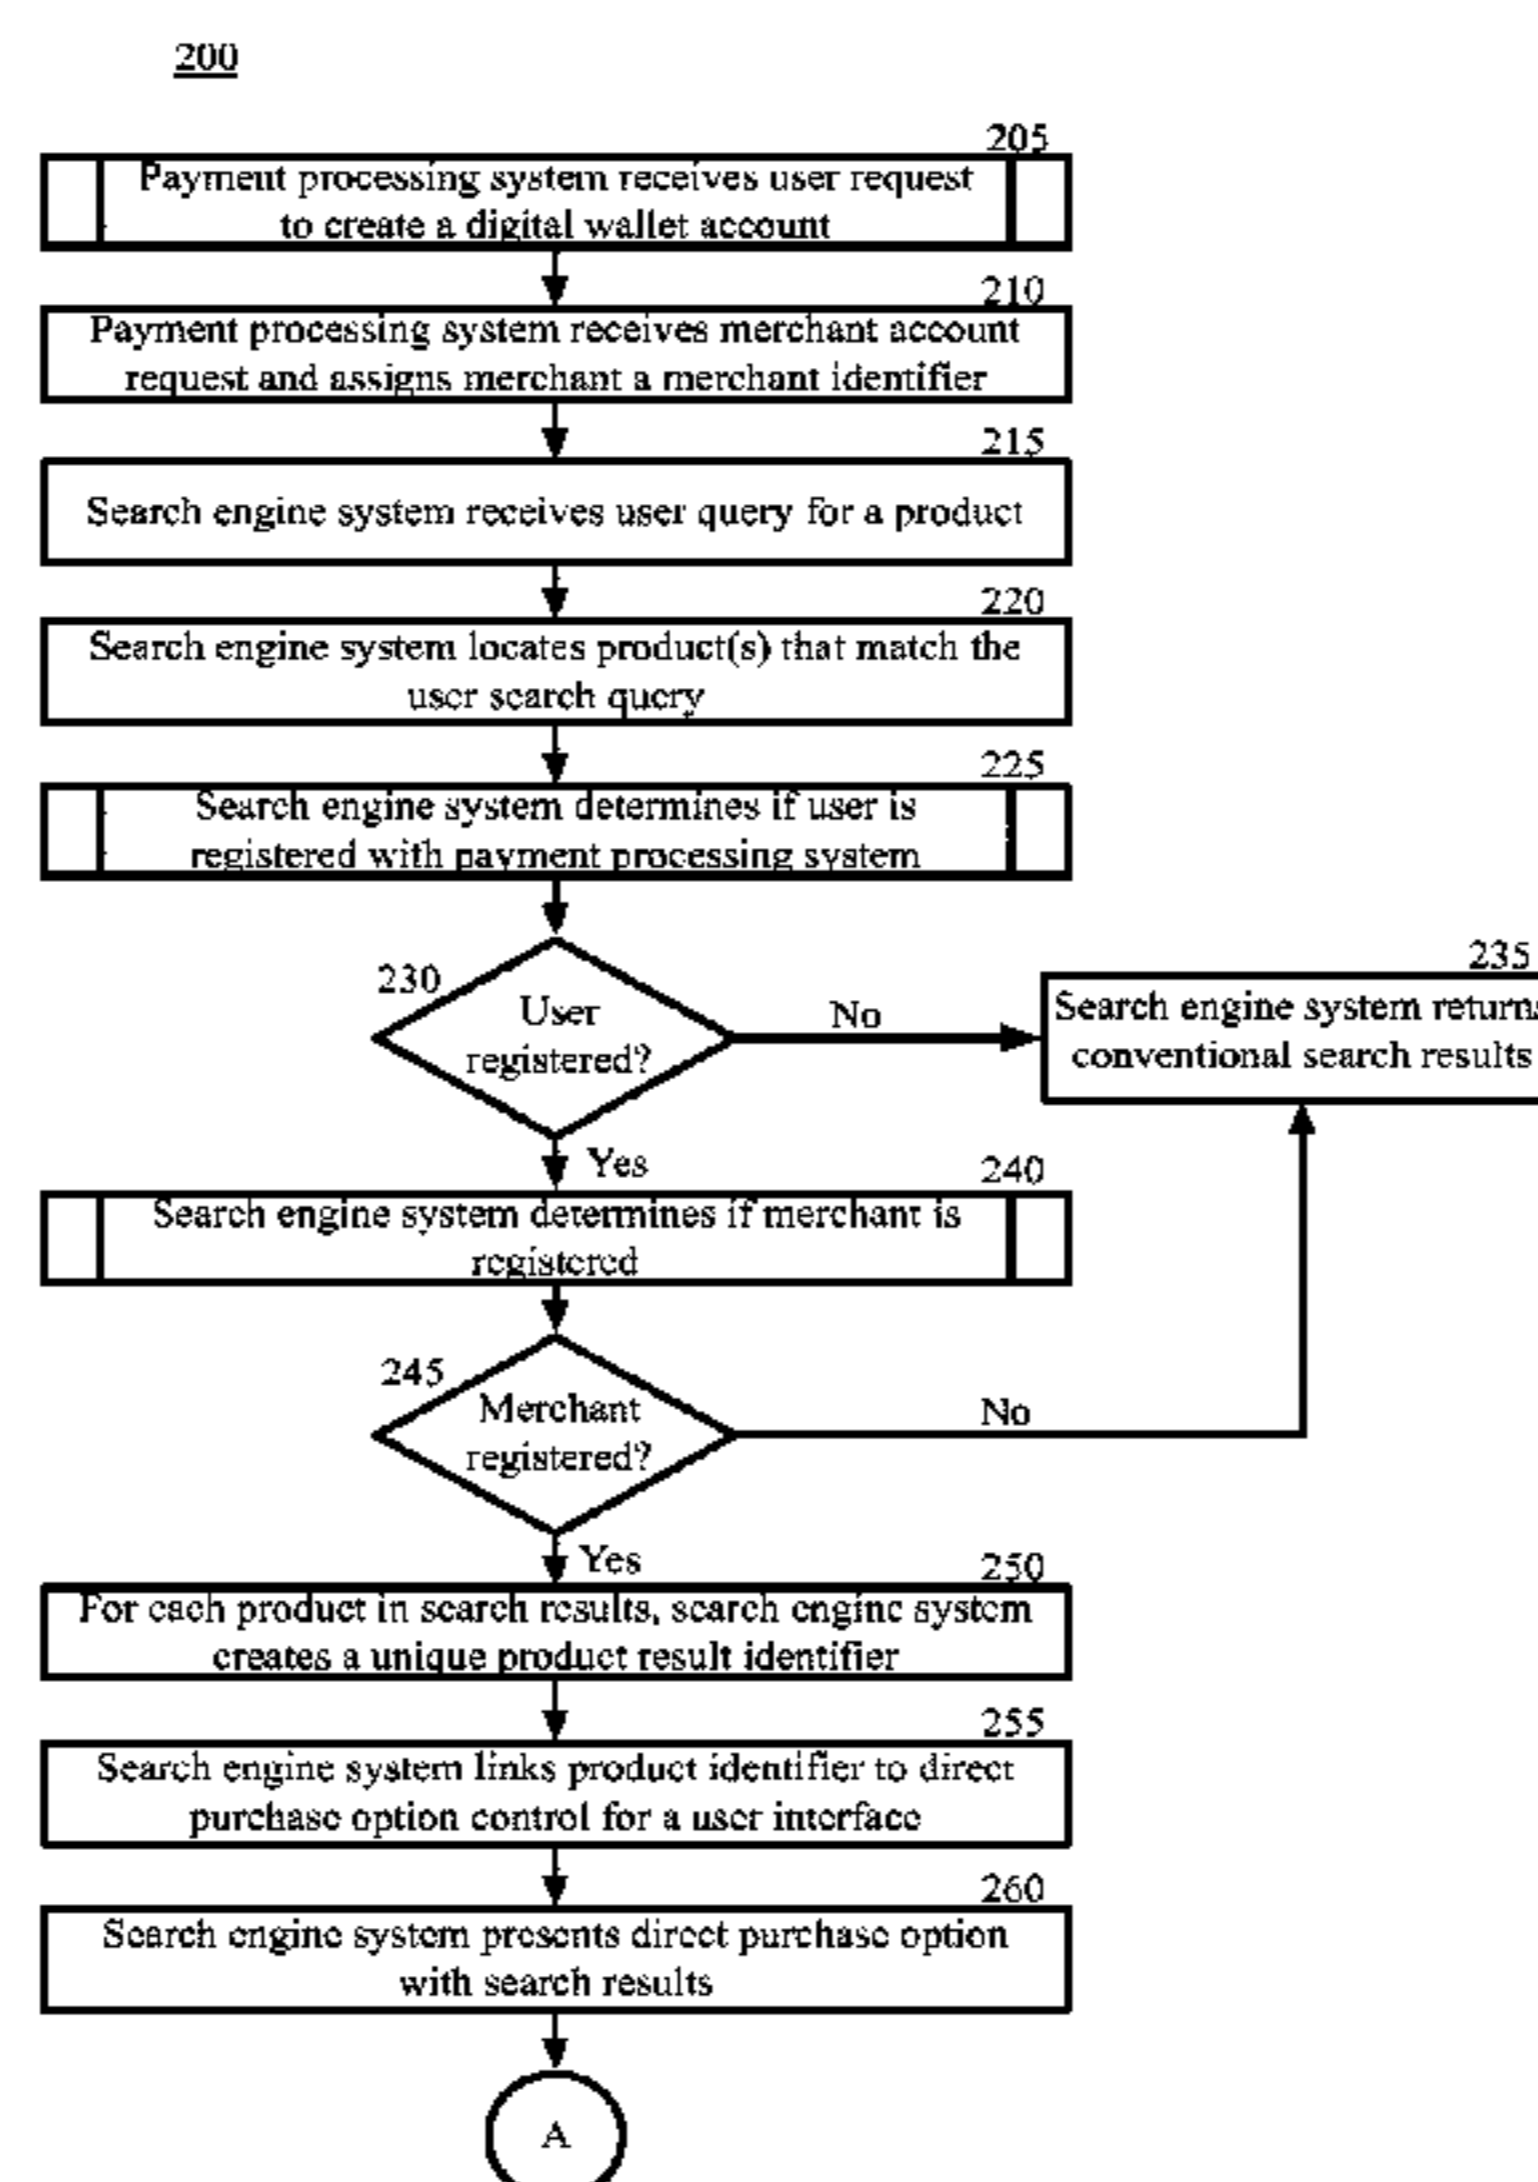 200
205
Payment processing system receives user request
to create a digital wallet account
210
Payment processing system receives merchant account
request and assigns merchant a merchant identifier
215
Search engine system receives user query for a product
220
Search engine system locates product(s) that match the
user search query
225
Search engine system determines if user is
registered with payment processing system
230
User
registered?
No
235
Search engine system returns
conventional search results
Yes
240
Search engine system determines if merchant is
registered
245
Merchant
registered?
No
Yes
250
For each product in search results, search engine system
creates a unique product result identifier
255
Search engine system links product identifier to direct
purchase option control for a user interface
260
Search engine system presents direct purchase option
with search results
A